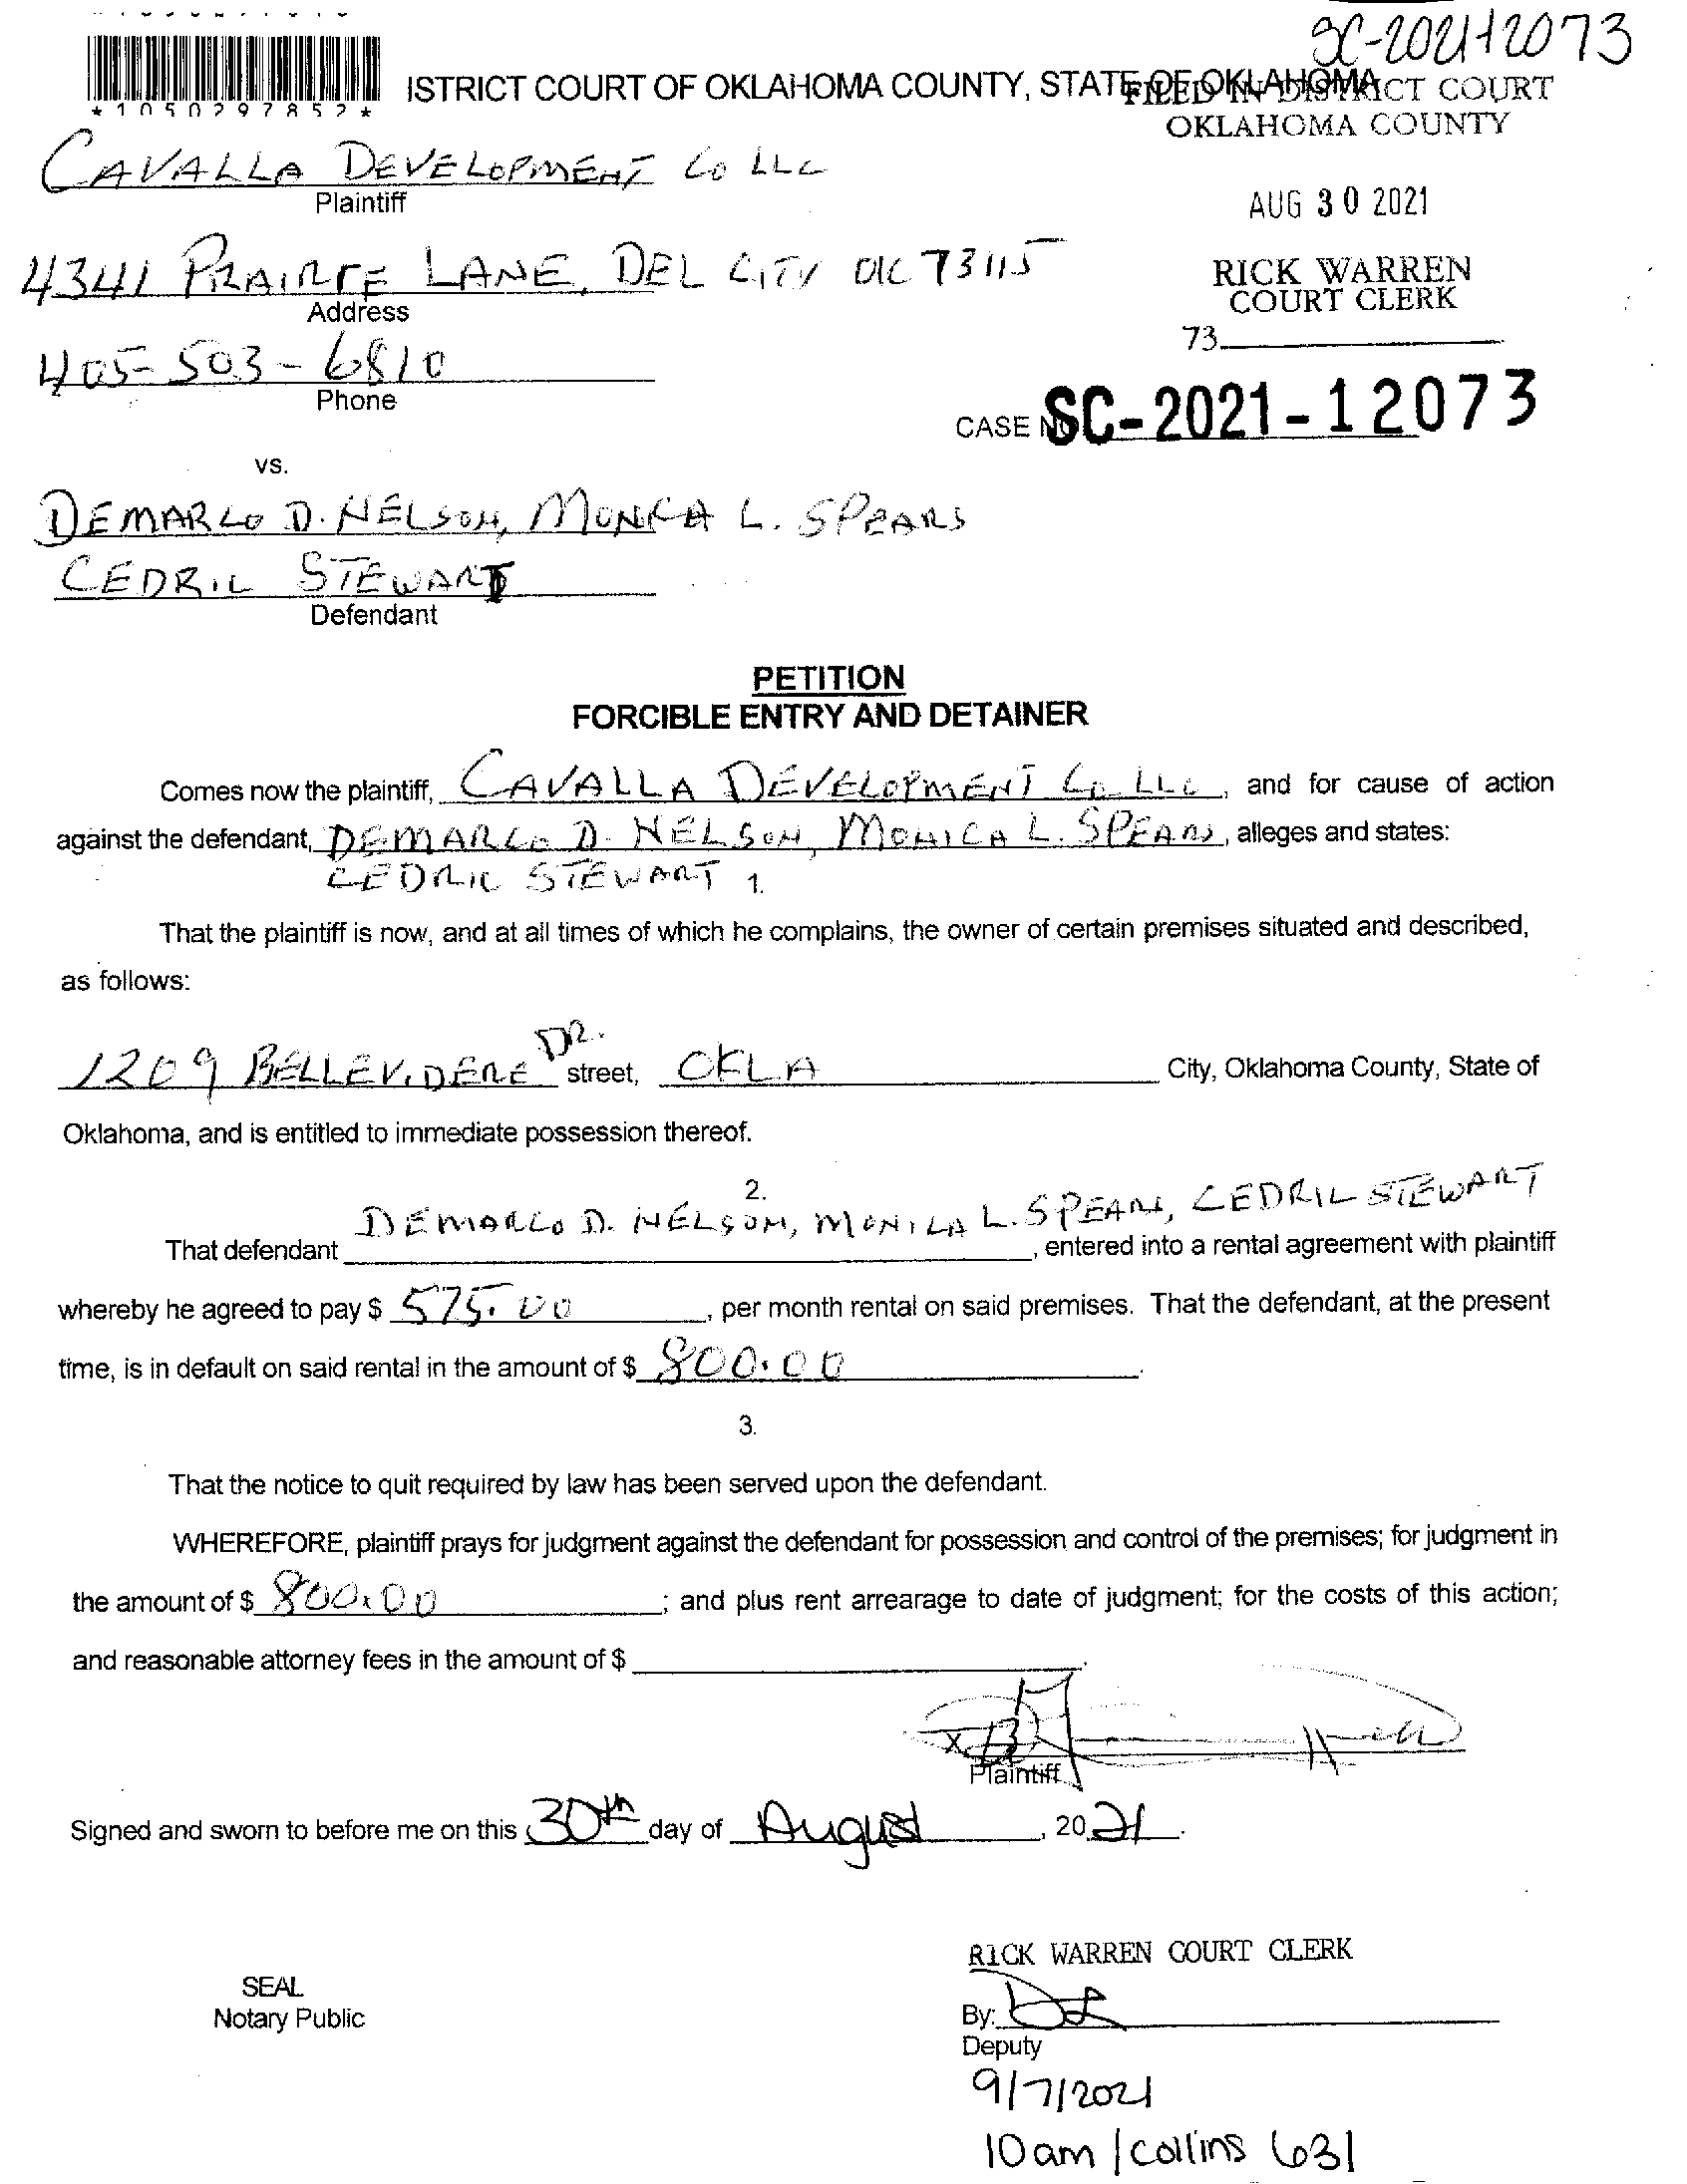 SC-2021-12073
*1050297852*
ISTRICT COURT OF OKLAHOMA COUNTY, STATE OF OKLAHOMA
FILED IN DISTRICT COURT
OKLAHOMA COUNTY
CAVALLA DEVELOPMENT CO LLC
Plaintiff
AUG 30 2021
4341 PRAIRIE LANE, DEL CITY OK 73115
Address
RICK WARREN
COURT CLERK
73
405-503-6810
Phone
CASE NO SC-2021-12073
vs.
DEMARCO D. NELSON, MONICA L. SPEARS
CEDRIC STEWART
Defendant
PETITION
FORCIBLE ENTRY AND DETAINER
Comes now the plaintiff, CAVALLA DEVELOPMENT Co LLC, and for cause of action
against the defendant, DEMARCO D. NELSON, MONICA L. SPEARS, alleges and states:
CEDRIC STEWART
1.
That the plaintiff is now, and at all times of which he complains, the owner of certain premises situated and described,
as follows:
1209 BELLEVIDERE DR. street, OKLA City, Oklahoma County, State of
Oklahoma, and is entitled to immediate possession thereof.
2.
DEMARCO D. NELSON, MONICA L. SPEARS, CEDRIC STEWART
That defendant , entered into a rental agreement with plaintiff
whereby he agreed to pay $ 575.00, per month rental on said premises. That the defendant, at the present
time, is in default on said rental in the amount of $ 800.00.
3.
That the notice to quit required by law has been served upon the defendant.
WHEREFORE, plaintiff prays for judgment against the defendant for possession and control of the premises; for judgment in
the amount of $ 800.00; and plus rent arrearage to date of judgment; for the costs of this action;
and reasonable attorney fees in the amount of $ .
X
Plaintiff
Signed and sworn to before me on this 30th day of August, 2021.
RICK WARREN COURT CLERK
SEAL
Notary Public
By:
Deputy
9/7/2021
10am / collins 631